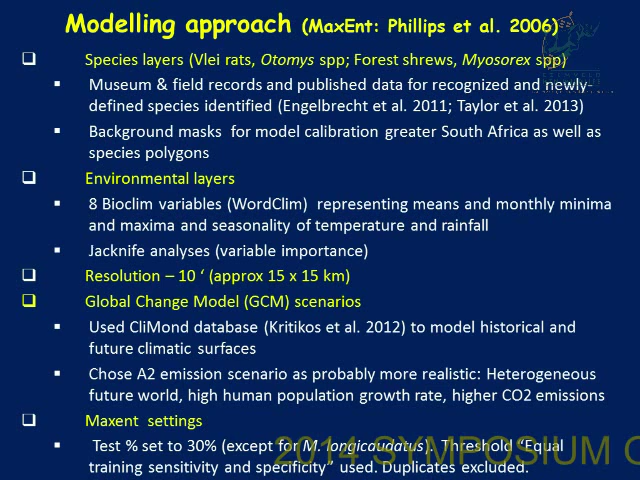 Modelling approach (MaxEnt: Phillips et al. 2006)
Species layers (Vlei rats, Otomys spp; Forest shrews, Myosorex spp)
Museum & field records and published data for recognized and newly-
defined species identified (Engelbrecht et al. 2011; Taylor et al. 2013)
Background masks for model calibration greater South Africa as well as
species polygons
Environmental layers
8 Bioclim variables (WordClim) representing means and monthly minima
and maxima and seasonality of temperature and rainfall
Jacknife analyses (variable importance)
Resolution – 10 ‘ (approx 15 x 15 km)
Global Change Model (GCM) scenarios
Used CliMond database (Kritikos et al. 2012) to model historical and
future climatic surfaces
Chose A2 emission scenario as probably more realistic: Heterogeneous
future world, high human population growth rate, higher CO2 emissions
Maxent settings
Test % set to 30% (except for M. longicaudatus). Threshold “Equal
training sensitivity and specificity” used. Duplicates excluded.
2014 SYMPOSIUM